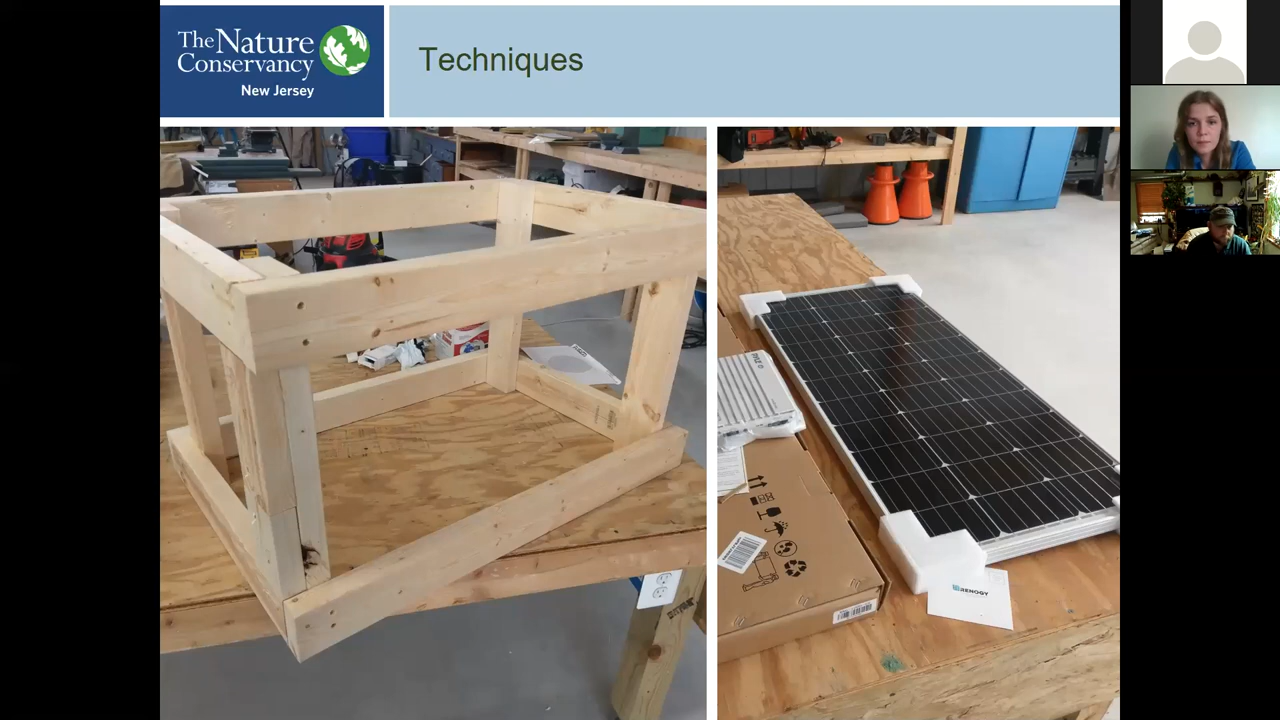 The Nature
Conservancy
New Jersey
Techniques
RENOGY